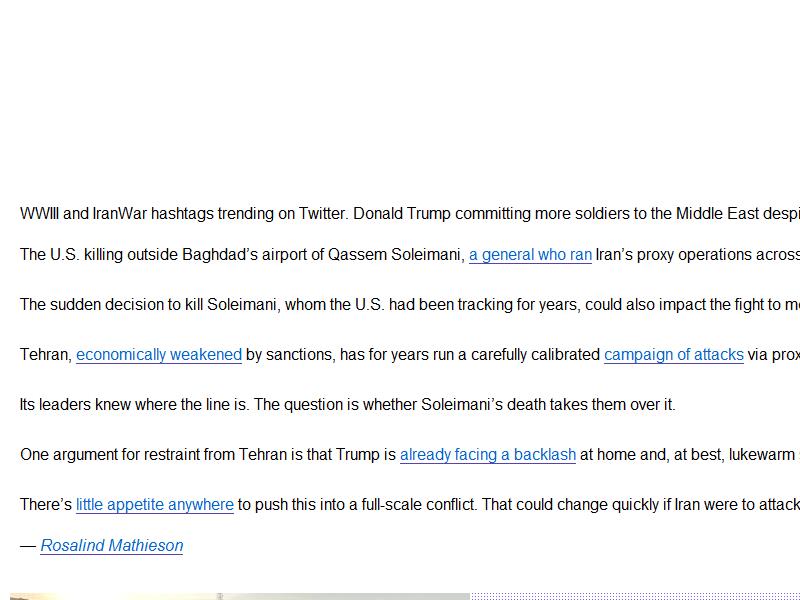 WWIII and IranWar hashtags trending on Twitter. Donald Trump committing more soldiers to the Middle East
The U.S. killing outside Baghdad’s airport of Qassem Soleimani, a general who ran Iran’s proxy operations across
The sudden decision to kill Soleimani, whom the U.S. had been tracking for years, could also impact the fight to
Tehran, economically weakened by sanctions, has for years run a carefully calibrated campaign of attacks via
Its leaders knew where the line is. The question is whether Soleimani’s death takes them over it.
One argument for restraint from Tehran is that Trump is already facing a backlash at home and, at best, lukewarm
There’s little appetite anywhere to push this into a full-scale conflict. That could change quickly if Iran were to attack
— Rosalind Mathieson